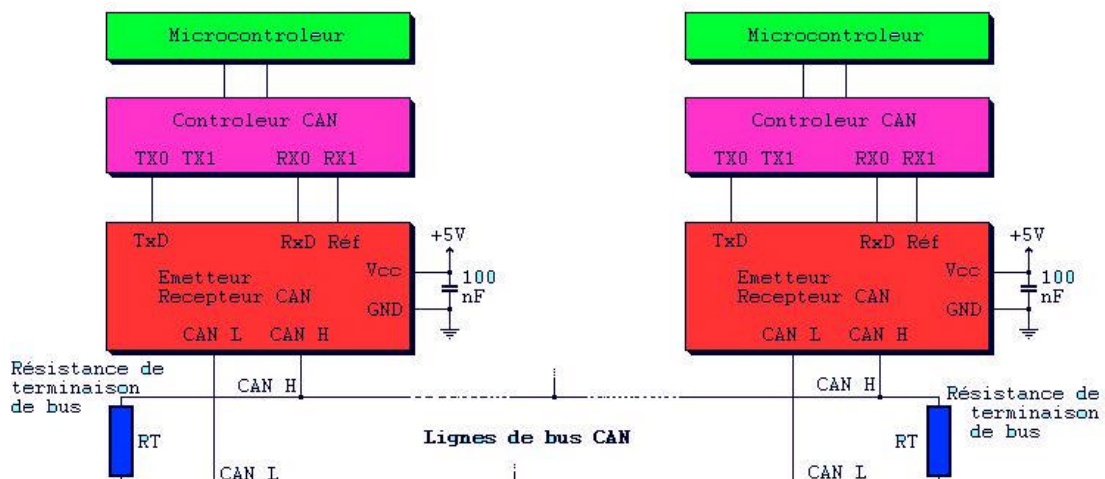 Microcontroleur
Microcontroleur
Controleur CAN
TX0 TX1 RX0 RX1
Controleur CAN
TX0 TX1 RX0 RX1
TxD RxD Réf
+5V
Vcc
Emetteur
Recepteur CAN
100
nF
GND
CAN L CAN H
TxD RxD Réf
+5V
Vcc
Emetteur
Recepteur CAN
100
nF
GND
CAN L CAN H
Résistance de
terminaison
de bus
CAN H
CAN H
Résistance de
terminaison
de bus
RT
Lignes de bus CAN
RT
CAN L
CAN L